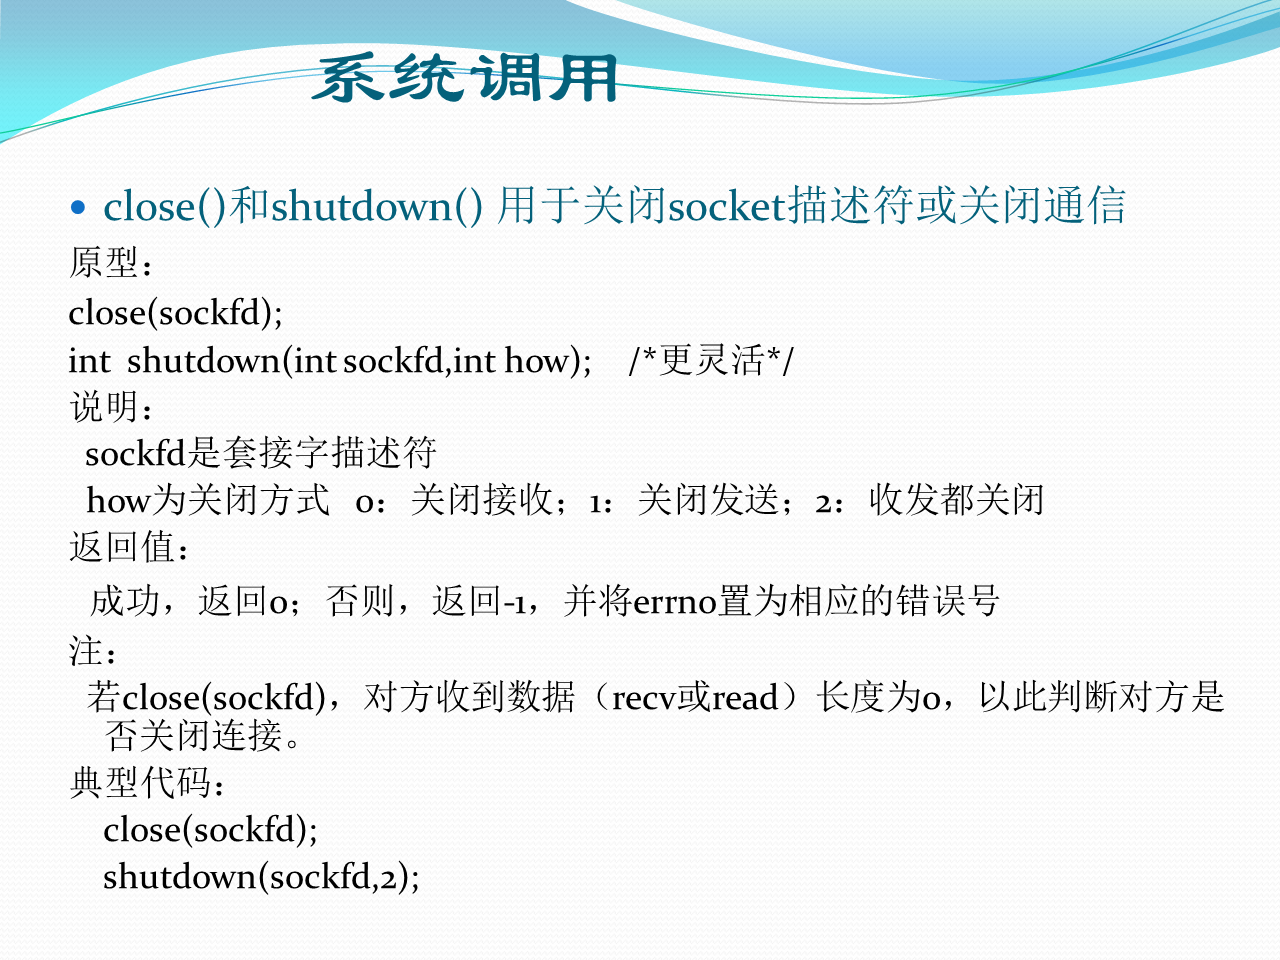 系统调用
• close()和shutdown() 用于关闭socket描述符或关闭通信
原型：
close(sockfd);
int shutdown(int sockfd,int how); /*更灵活*/
说明：
sockfd是套接字描述符
how为关闭方式 0：关闭接收；1：关闭发送；2：收发都关闭
返回值：
成功，返回0；否则，返回-1，并将errno置为相应的错误号
注：
若close(sockfd)，对方收到数据（recv或read）长度为0，以此判断对方是
否关闭连接。
典型代码：
close(sockfd);
shutdown(sockfd,2);